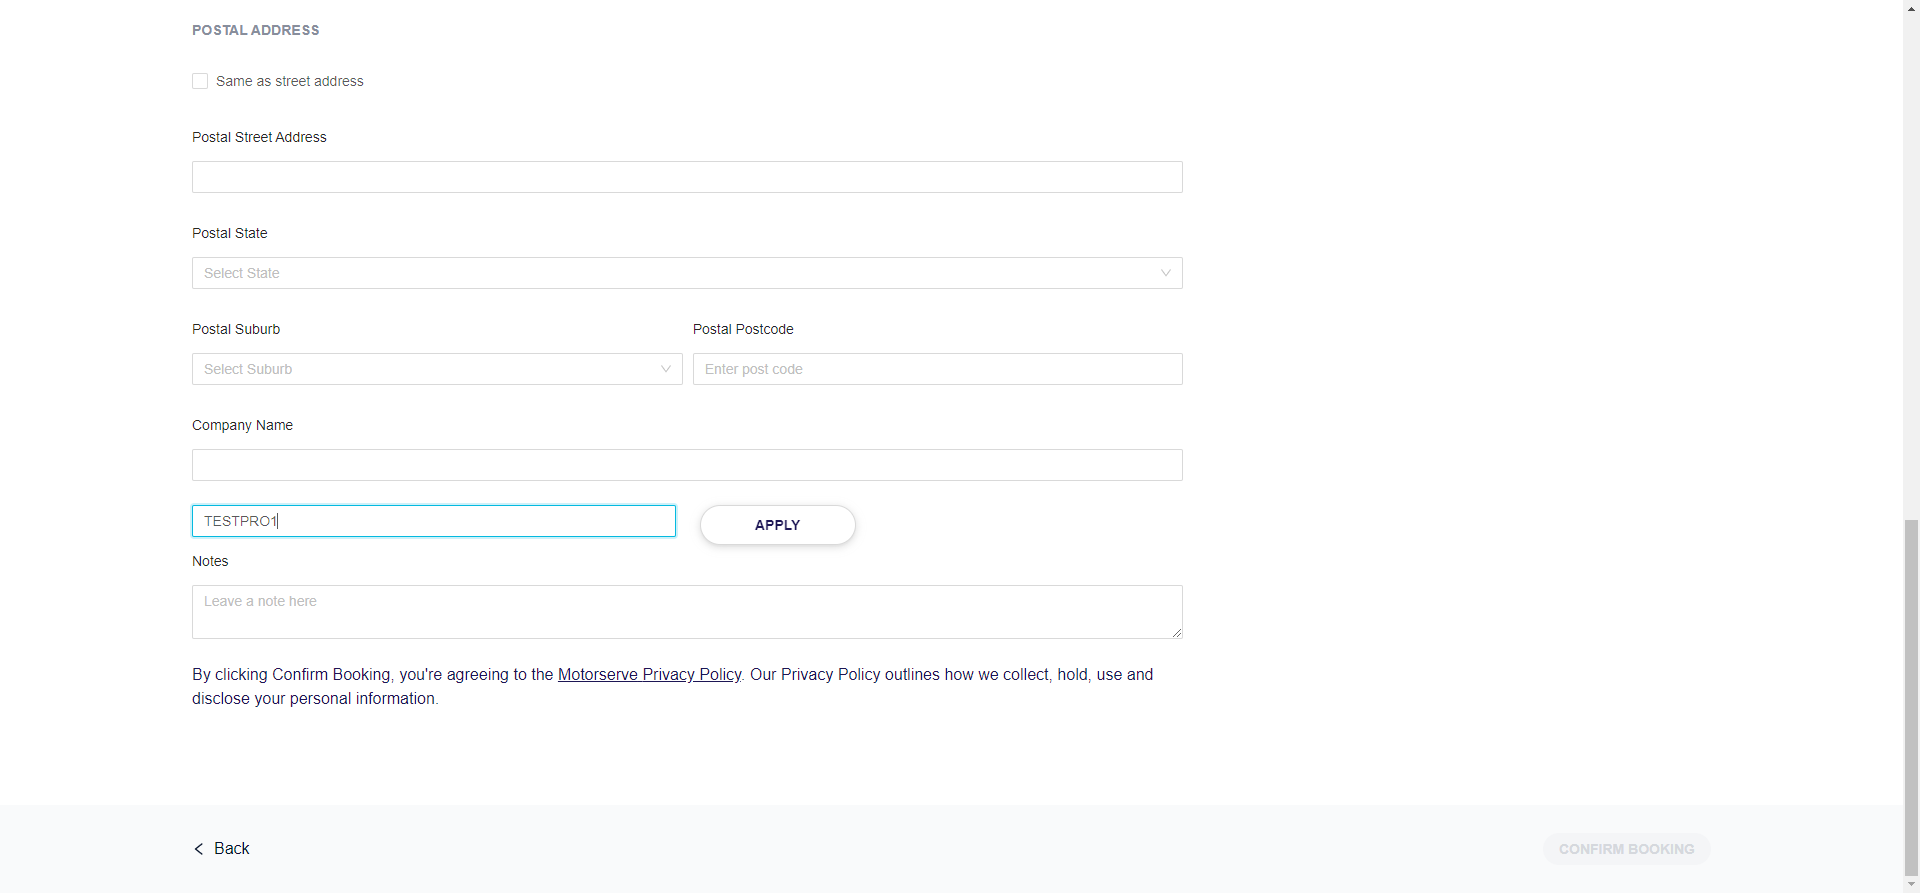 POSTAL ADDRESS
Same as street address
Postal Street Address
Postal State
Select State
Postal Suburb
Postal Postcode
Select Suburb
Enter post code
Company Name
TESTPRO1
APPLY
Notes
Leave a note here
By clicking Confirm Booking, you're agreeing to the Motorserve Privacy Policy. Our Privacy Policy outlines how we collect, hold, use and
disclose your personal information.
Back
CONFIRM BOOKING